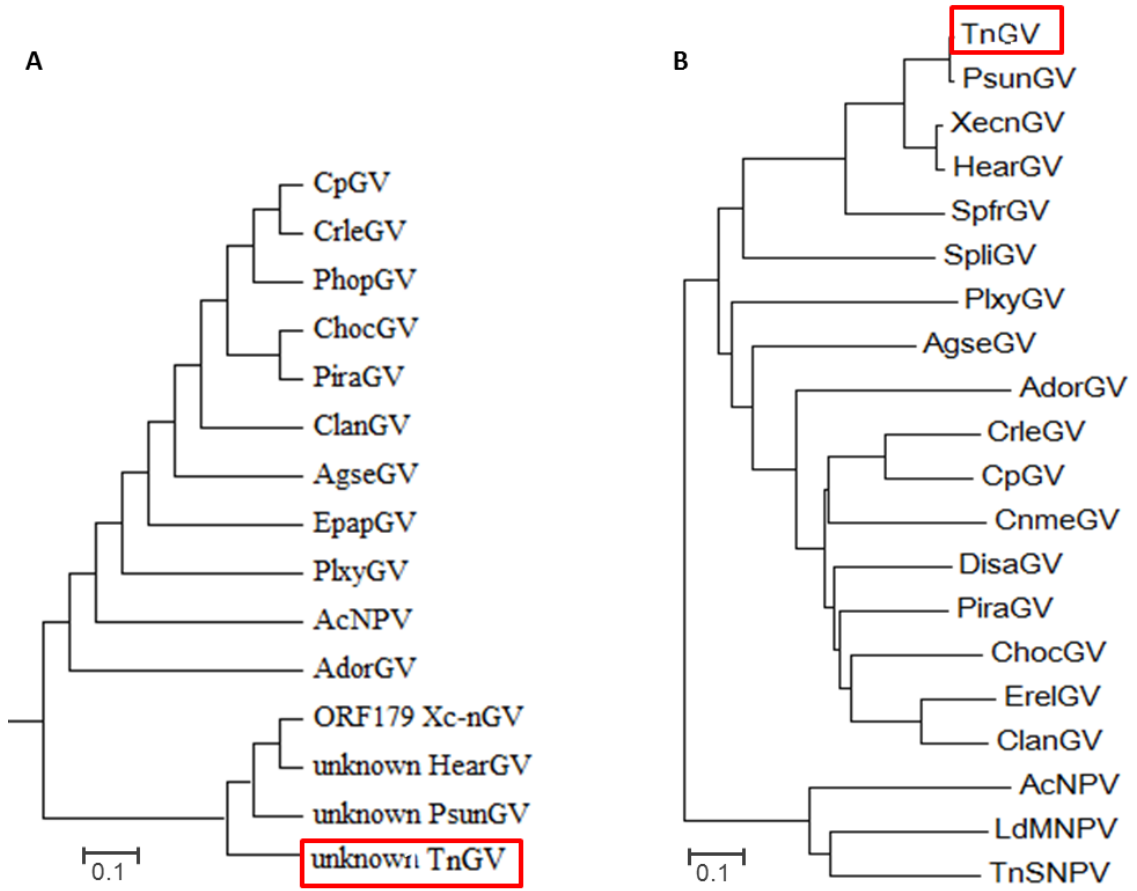 A
CpGV
CrleGV
PhopGV
ChocGV
PiraGV
ClanGV
AgseGV
EpapGV
PlxyGV
AcNPV
AdorGV
ORF179 Xc-nGV
unknown HearGV
unknown PsunGV
unknown TnGV
0.1
B
TnGV
PsunGV
XecnGV
HearGV
SpfrGV
SpliGV
PlxyGV
AgseGV
AdorGV
CrleGV
CpGV
CnmeGV
DisaGV
PiraGV
ChocGV
ErelGV
ClanGV
AcNPV
LdMNPV
TnSNPV
0.1